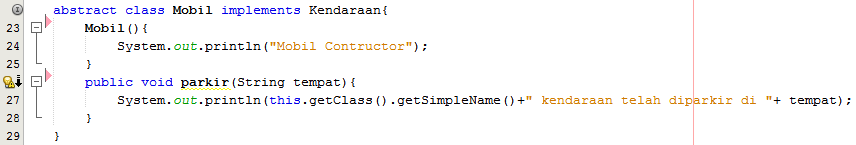 abstract class Mobil implements Kendaraan{
23 Mobil(){
24 System.out.println("Mobil Contructor");
25 }
public void parkir(String tempat){
27 System.out.println(this.getClass().getSimpleName()+" kendaraan telah diparkir di "+ tempat);
28 }
29 }